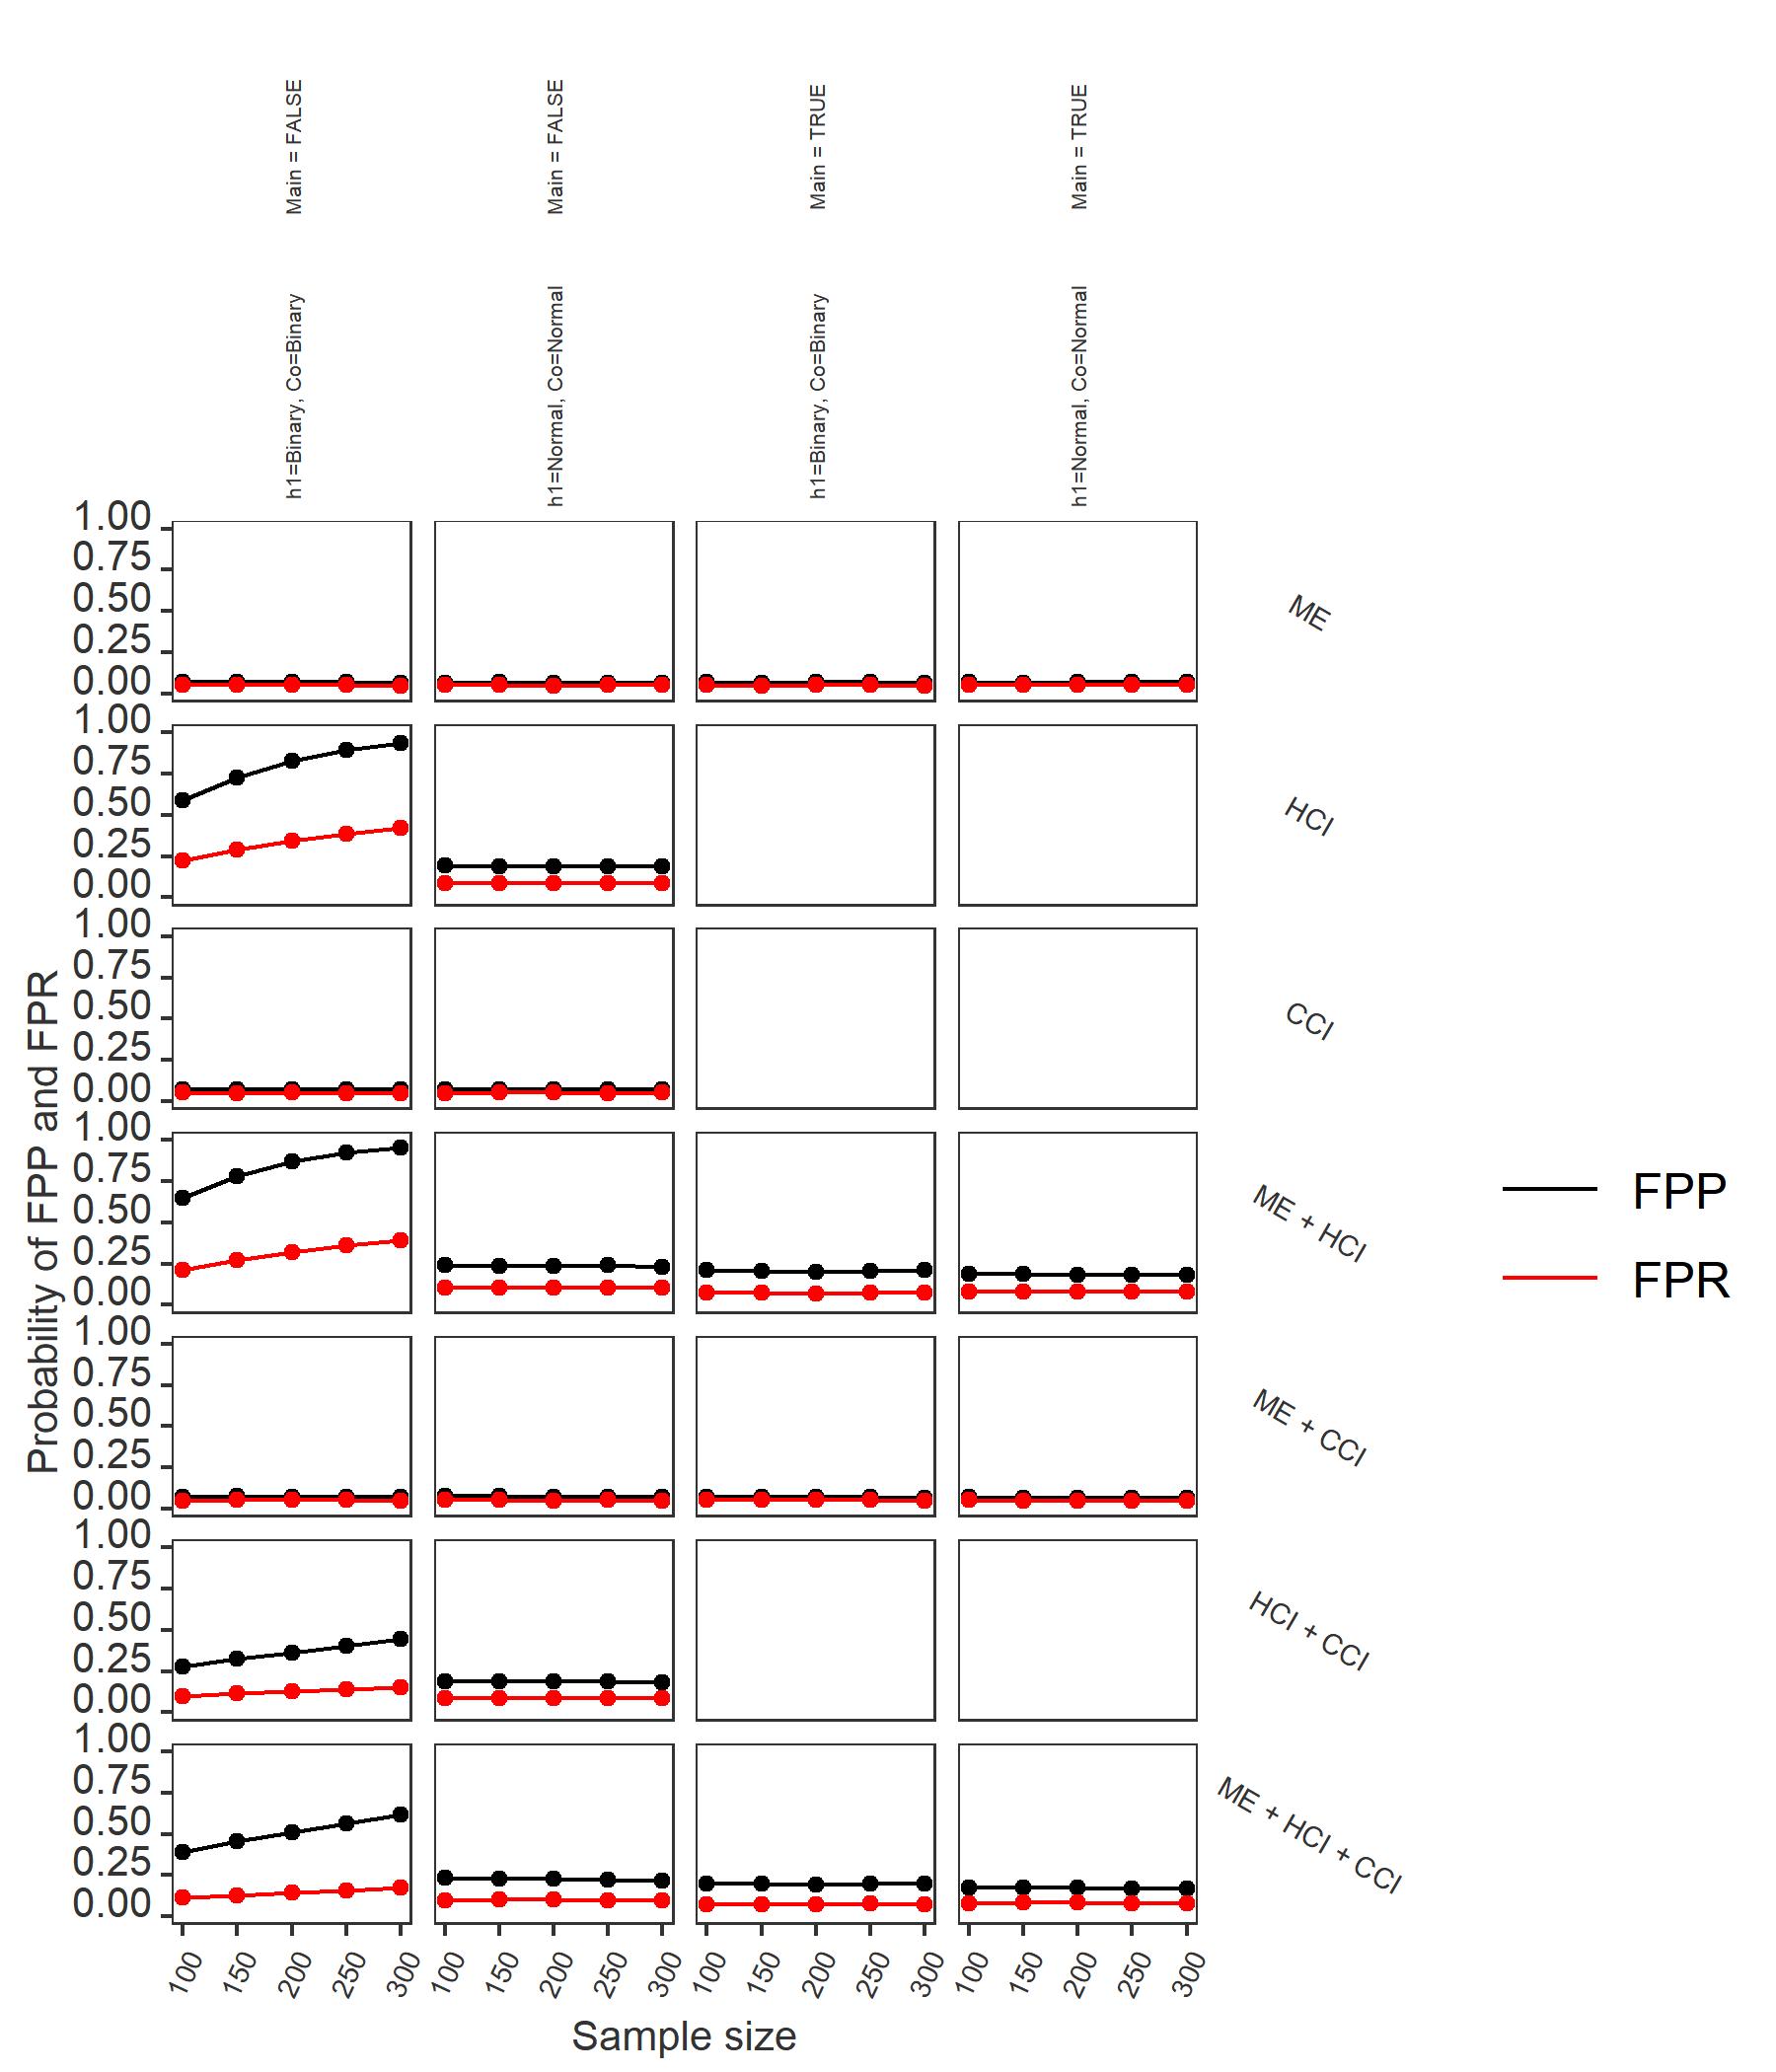 Main = FALSE
Main = FALSE
Main = TRUE
Main = TRUE
h1=Binary, Co=Binary
h1=Normal, Co=Normal
h1=Binary, Co=Binary
h1=Normal, Co=Normal
1.00
0.75
0.50
0.25
0.00
ME
1.00
0.75
0.50
0.25
0.00
HCI
1.00
0.75
0.50
0.25
0.00
CCI
1.00
0.75
0.50
0.25
0.00
ME + HCI
1.00
0.75
0.50
0.25
0.00
ME + CCI
1.00
0.75
0.50
0.25
0.00
HCI + CCI
1.00
0.75
0.50
0.25
0.00
ME + HCI + CCI
Probability of FPP and FPR
FPP
FPR
100 150 200 250 300 100 150 200 250 300 100 150 200 250 300 100 150 200 250 300
Sample size